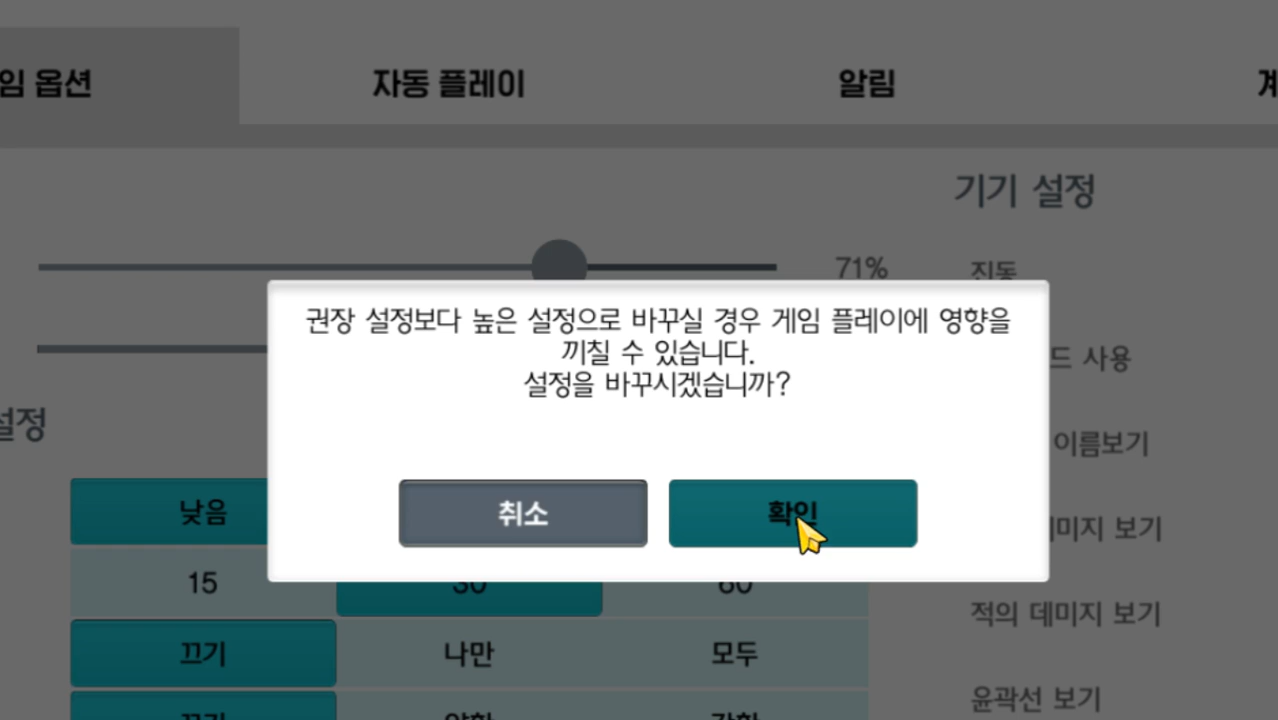 임 옵션
자동 플레이
알림
기기 설정
71%
진동
권장 설정보다 높은 설정으로 바꾸실 경우 게임 플레이에 영향을
끼칠 수 있습니다.
설정을 바꾸시겠습니까?
드 사용
설정
이름보기
취소
확인
낮음
미지 보기
15
30
60
적의 데미지 보기
끄기
나만
모두
윤곽선 보기